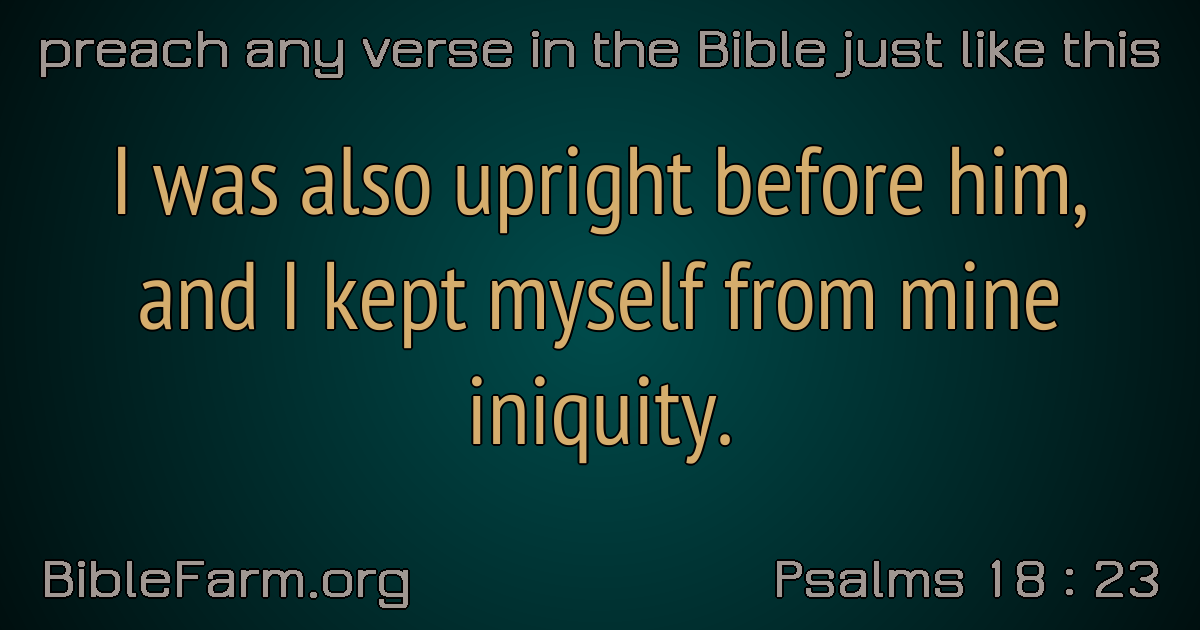 preach any verse in the Bible just like this
I was also upright before him,
and I kept myself from mine
iniquity.
BibleFarm.org
Psalms 18 : 23